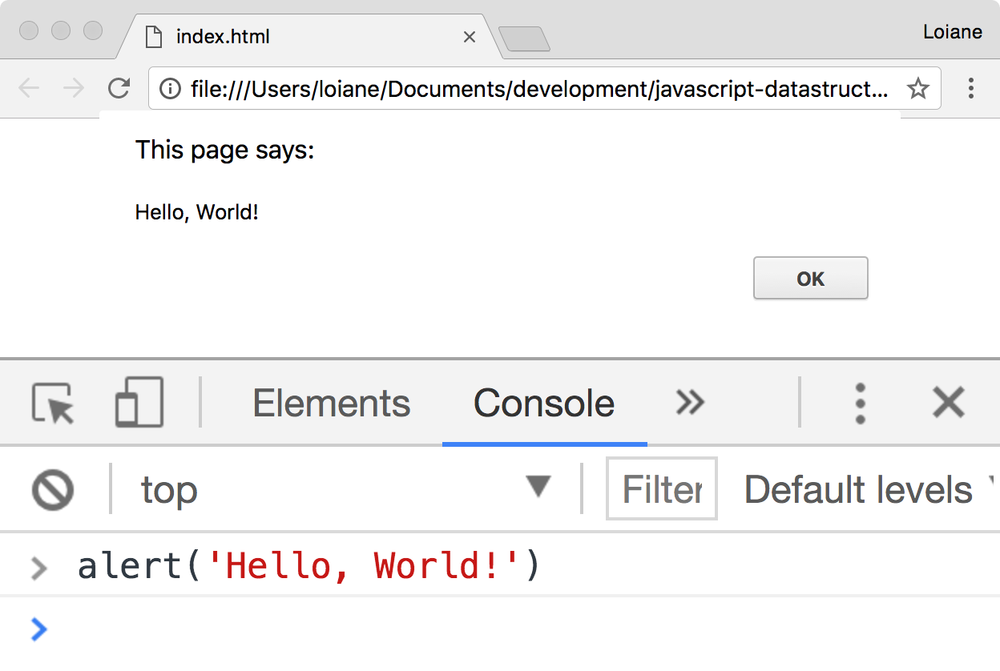 index.html
Loiane
file:///Users/loiane/Documents/development/javascript-datastruct...
This page says:
Hello, World!
OK
Elements Console
top Filter Default levels
alert('Hello, World!')